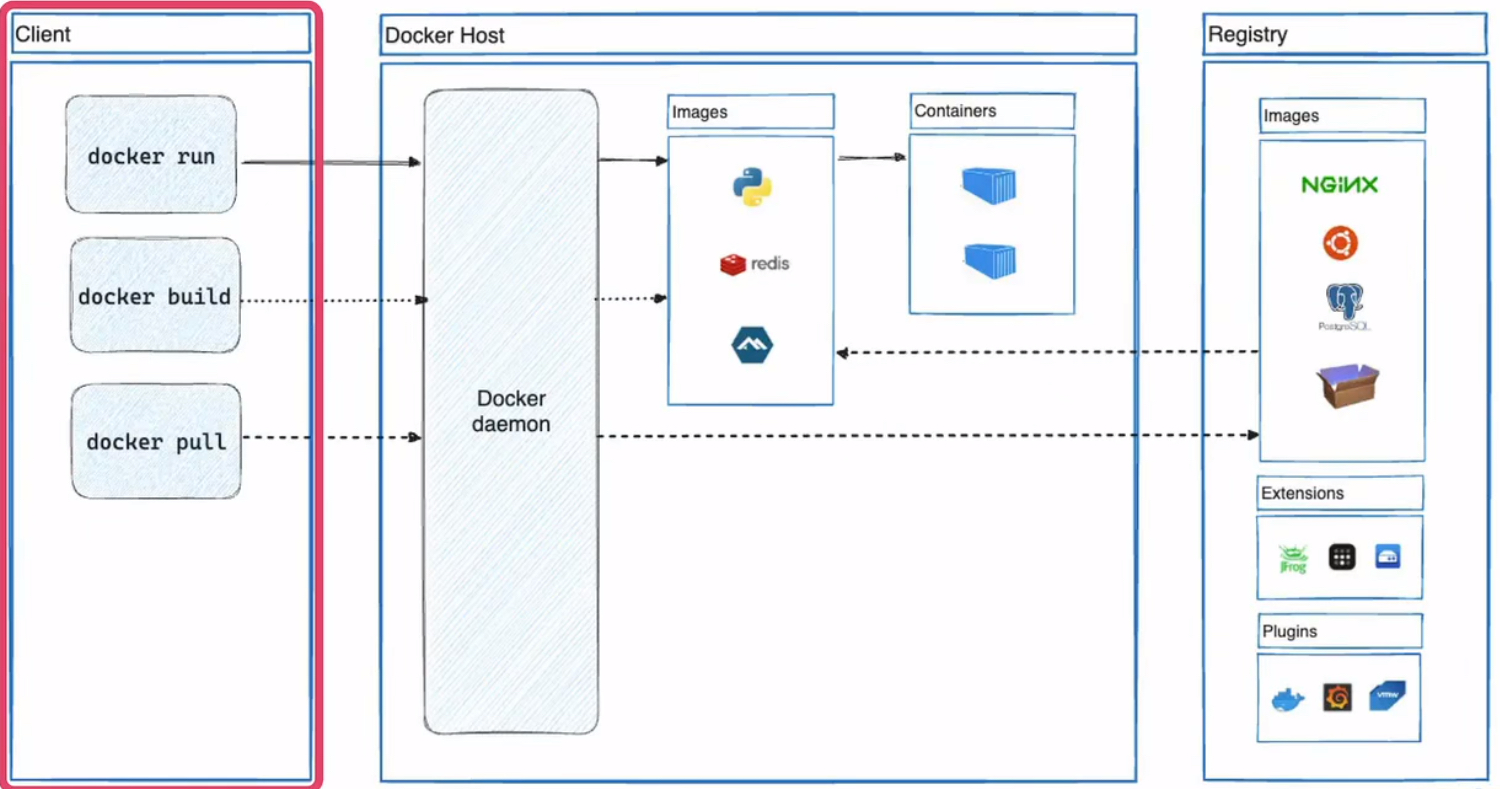 Client
docker run
docker build
docker pull
Docker Host
Docker
daemon
Images
redis
Containers
Registry
Images
NGiNX
PostgreSQL
Extensions
JFrog
Plugins
vmw